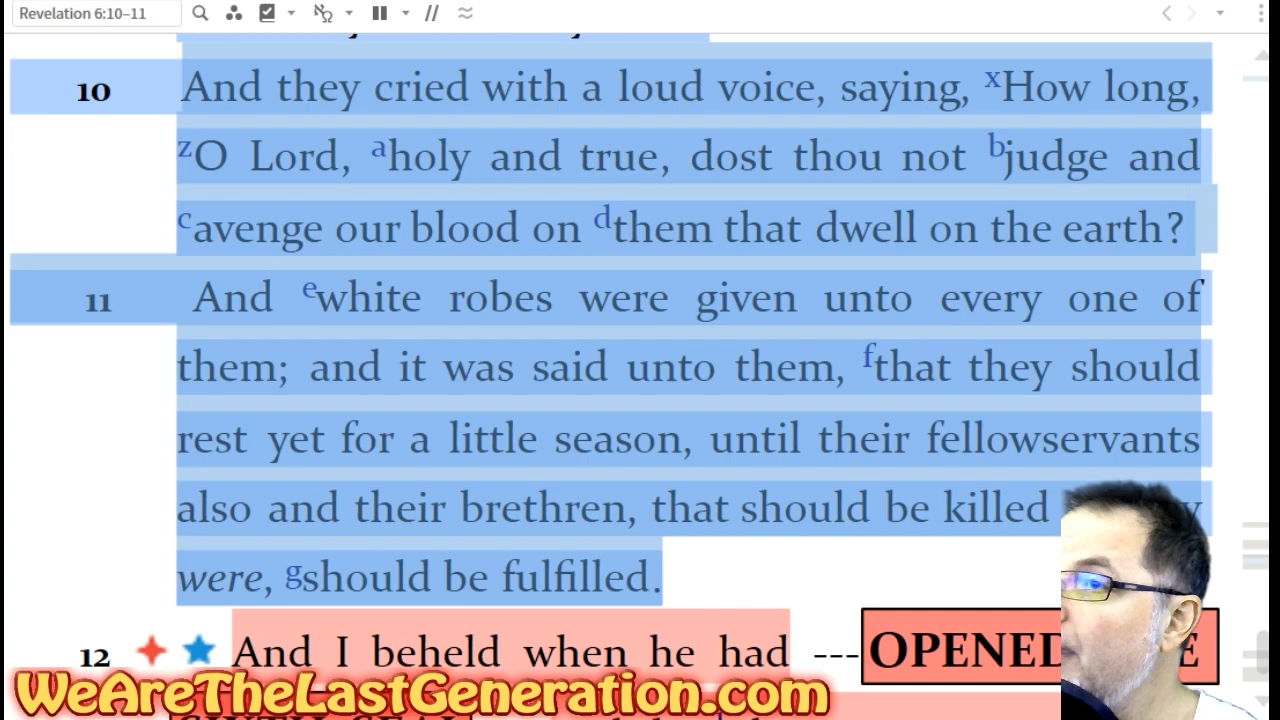 Revelation 6:10–11
10 And they cried with a loud voice, saying, xHow long,
zO Lord, aholy and true, dost thou not bjudge and
cavenge our blood on dthem that dwell on the earth?
11 And ewhite robes were given unto every one of
them; and it was said unto them, fthat they should
rest yet for a little season, until their fellowservants
also and their brethren, that should be killed
were, gshould be fulfilled.
12 And I beheld when he had ---OPENED
WeAreTheLastGeneration.com